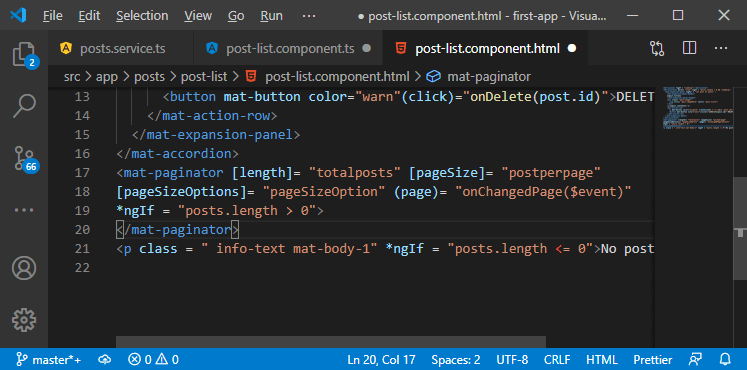 File Edit Selection View Go Run ··· ● post-list.component.html - first-app - Visua...
posts.service.ts post-list.component.ts ● post-list.component.html ●
src > app > posts > post-list > post-list.component.html > mat-paginator
13 <button mat-button color="warn"(click)="onDelete(post.id)">DELET
14 </mat-action-row>
15 </mat-expansion-panel>
16 </mat-accordion>
17 <mat-paginator [length]= "totalposts" [pageSize]= "postperpage"
18 [pageSizeOptions]= "pageSizeOption" (page)= "onChangedPage($event)"
19 *ngIf = "posts.length > 0">
20 </mat-paginator>
21 <p class = " info-text mat-body-1" *ngIf = "posts.length <= 0">No post
22
2
66
master*+ 0 0 Ln 20, Col 17 Spaces: 2 UTF-8 CRLF HTML Prettier